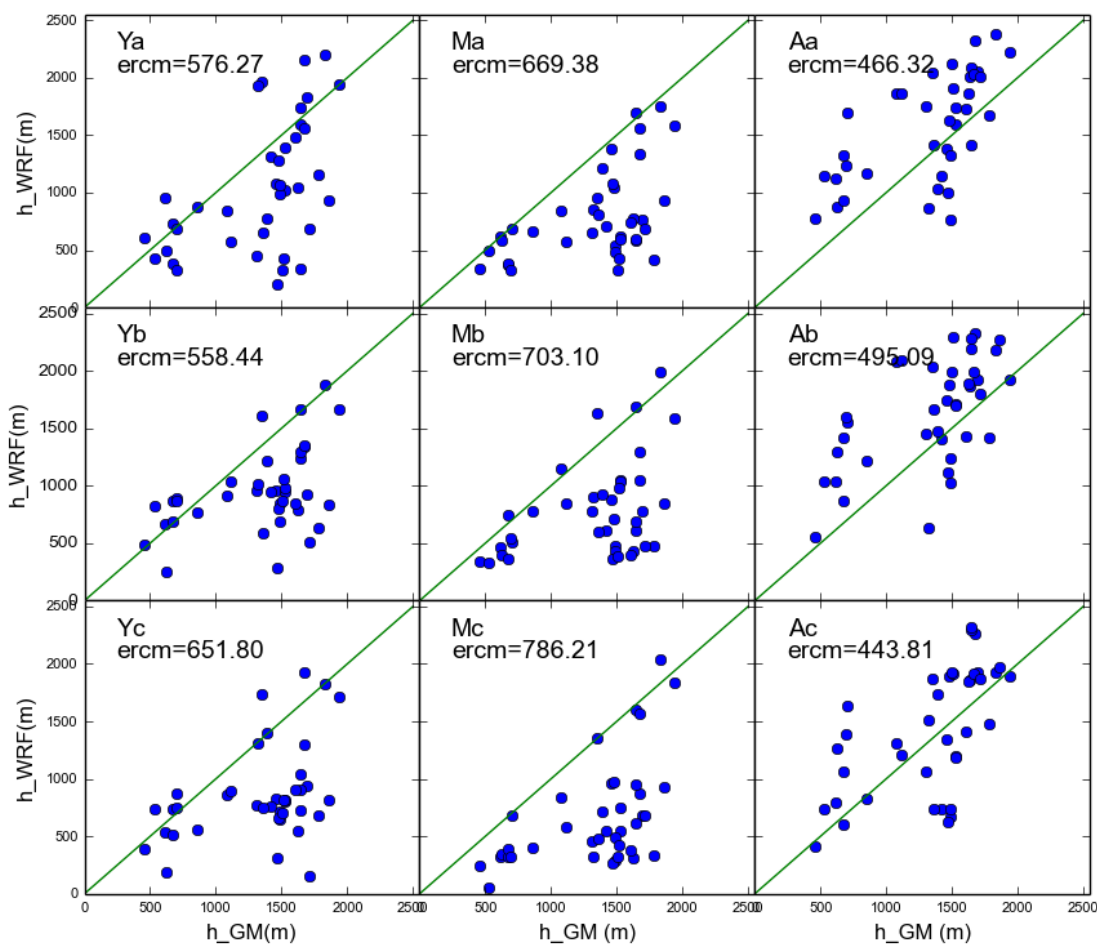 2500
Ya
Ma
Aa
ercm=576.27
ercm=669.38
ercm=466.32
2000
1500
h_WRF(m)
1000
500
0
2500
Yb
Mb
Ab
ercm=558.44
ercm=703.10
ercm=495.09
2000
1500
h_WRF(m)
1000
500
0
2500
Yc
Mc
Ac
ercm=651.80
ercm=786.21
ercm=443.81
2000
1500
h_WRF(m)
1000
500
0
0 500 1000 1500 2000 2500 0 500 1000 1500 2000 2500 0 500 1000 1500 2000 2500
h_GM(m)
h_GM (m)
h_GM (m)